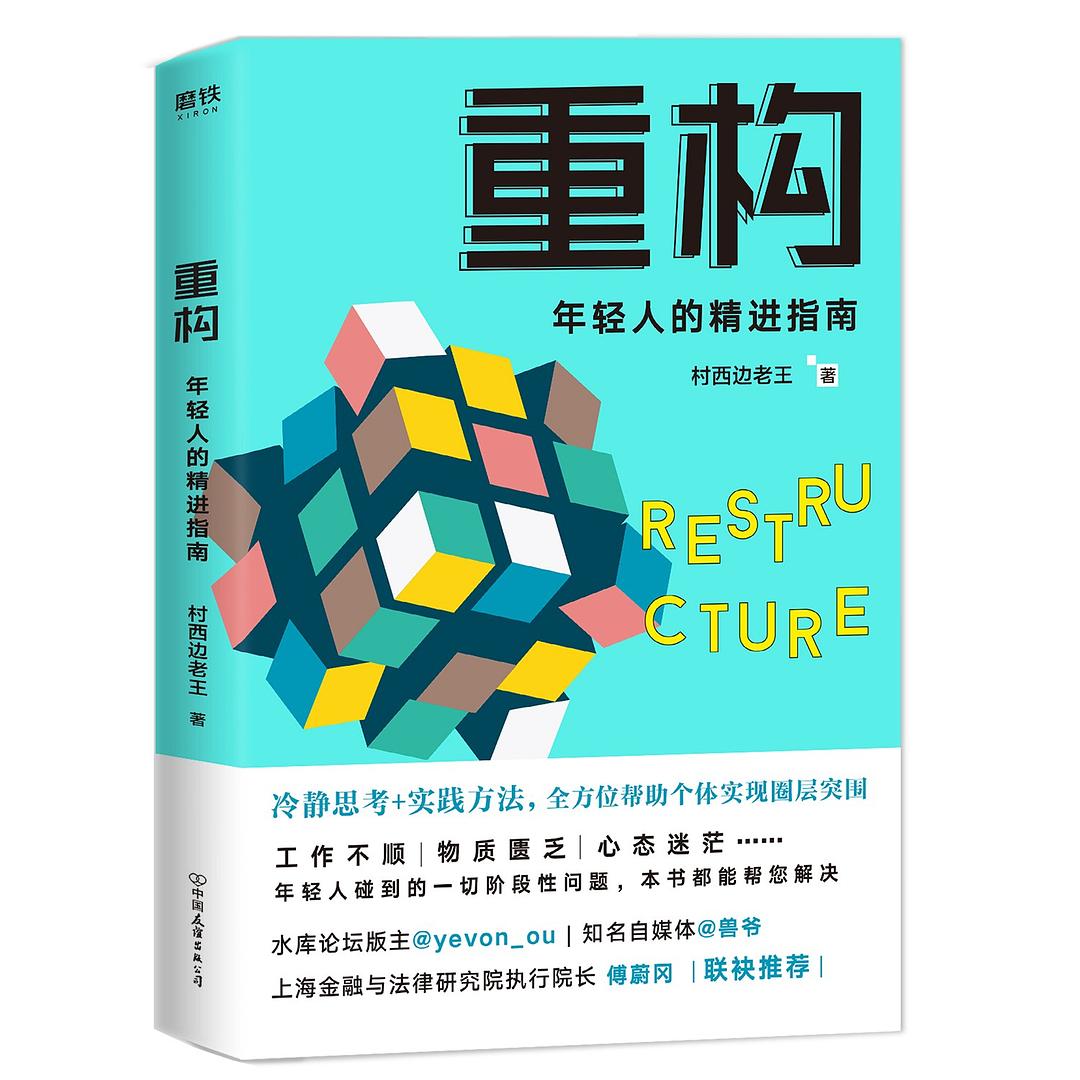 磨铁
XIRON
重构
年轻人的精进指南
村西边老王 著
中国友谊出版公司
重构
年轻人的精进指南
村西边老王 著
RESTRU
CTURE
冷静思考+实践方法，全方位帮助个体实现圈层突围
工作不顺|物质匮乏|心态迷茫……
年轻人碰到的一切阶段性问题，本书都能帮您解决
水库论坛版主@yevon_ou|知名自媒体@兽爷
上海金融与法律研究院执行院长 傅蔚冈 |联袂推荐|